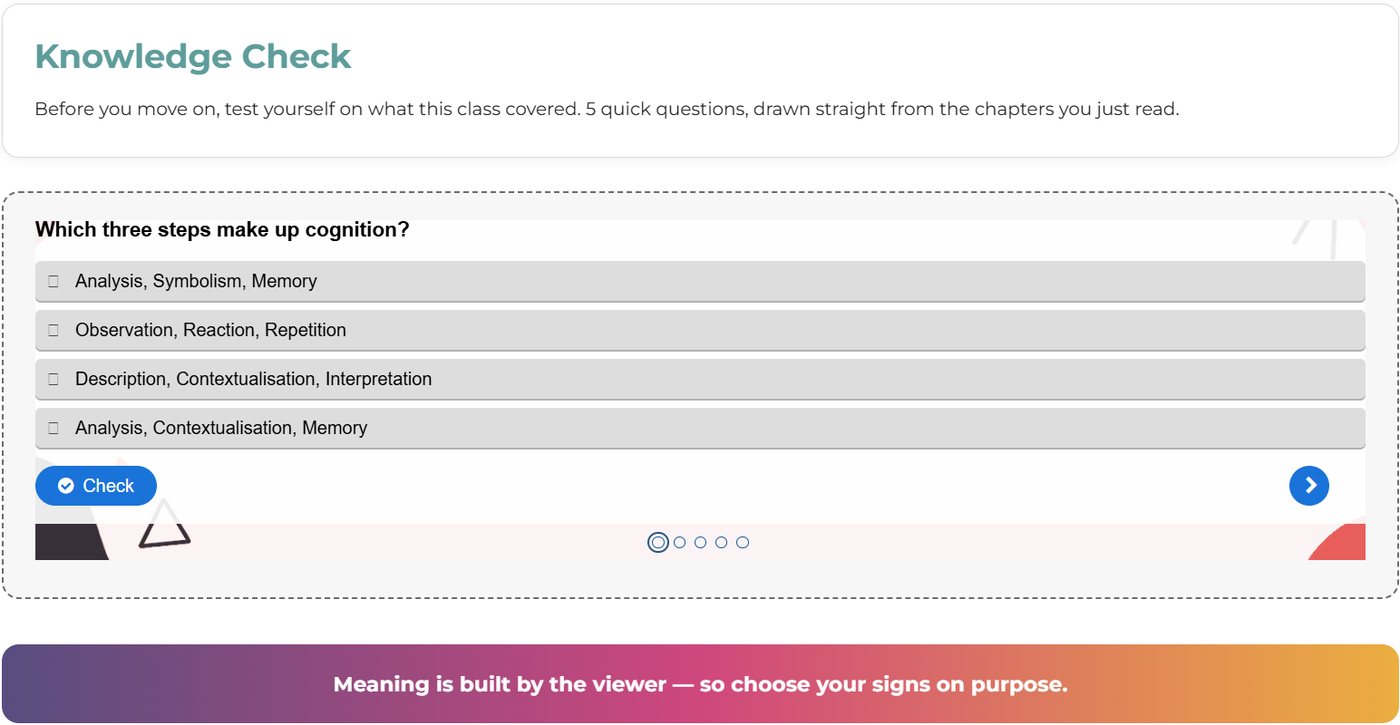 Knowledge Check
Before you move on, test yourself on what this class covered. 5 quick questions, drawn straight from the chapters you just read.
Which three steps make up cognition?
Analysis, Symbolism, Memory
Observation, Reaction, Repetition
Description, Contextualisation, Interpretation
Analysis, Contextualisation, Memory
Check
Meaning is built by the viewer — so choose your signs on purpose.